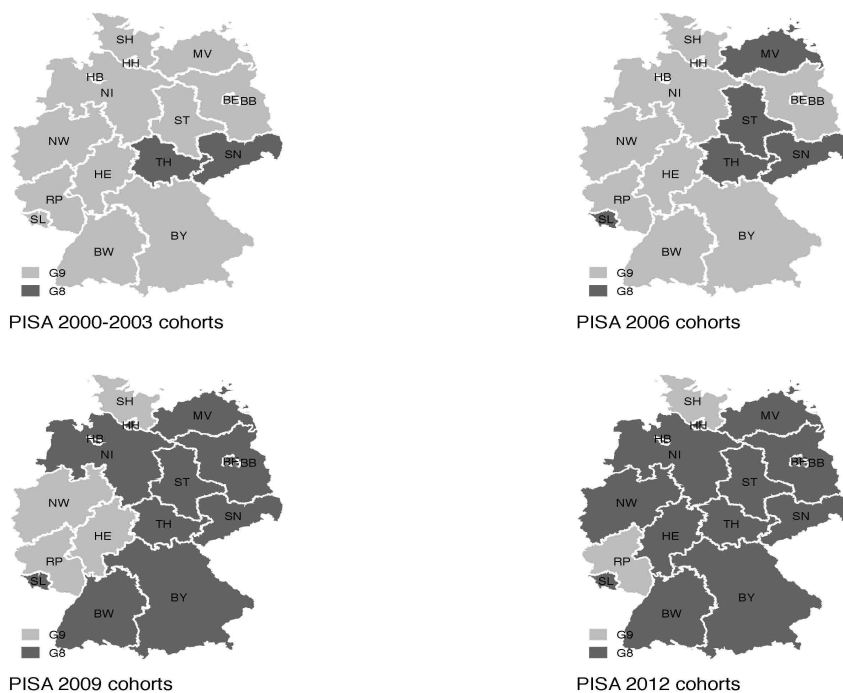 SH
MV
HH
HB
NI
BE BB
ST
NW
TH
SN
HE
RP
SL
BW
BY
G9
G8
PISA 2000-2003 cohorts
SH
MV
HH
HB
NI
BE BB
ST
NW
TH
SN
HE
RP
SL
BW
BY
G9
G8
PISA 2006 cohorts
SH
MV
HH
HB
NI
BE BB
ST
NW
TH
SN
HE
RP
SL
BW
BY
G9
G8
PISA 2009 cohorts
SH
MV
HH
HB
NI
BE BB
ST
NW
TH
SN
HE
RP
SL
BW
BY
G9
G8
PISA 2012 cohorts